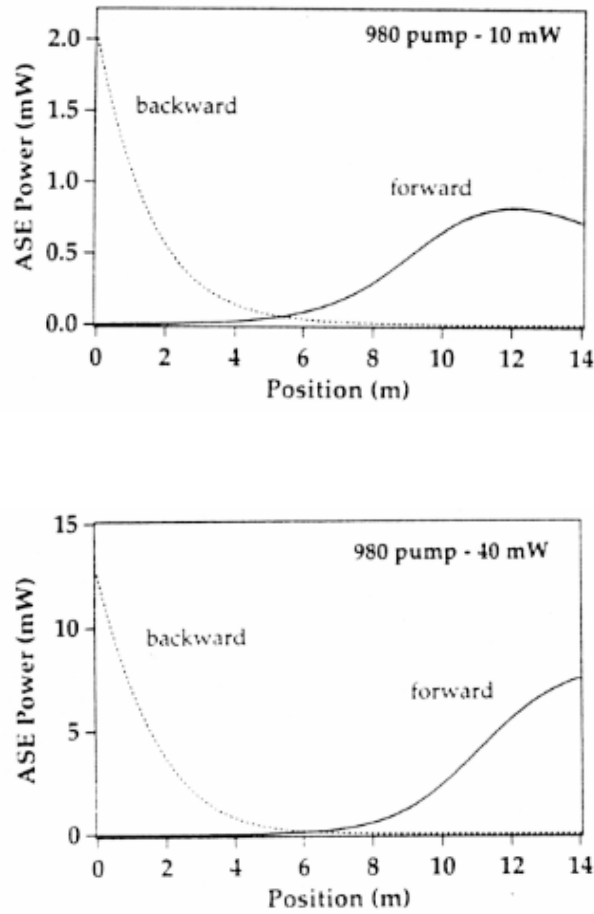 2.0
980 pump - 10 mW
backward
1.5
1.0
forward
0.5
0.0
ASE Power (mW)
0 2 4 6 8 10 12 14
Position (m)
15
980 pump - 40 mW
10
backward
forward
5
0
ASE Power (mW)
0 2 4 6 8 10 12 14
Position (m)